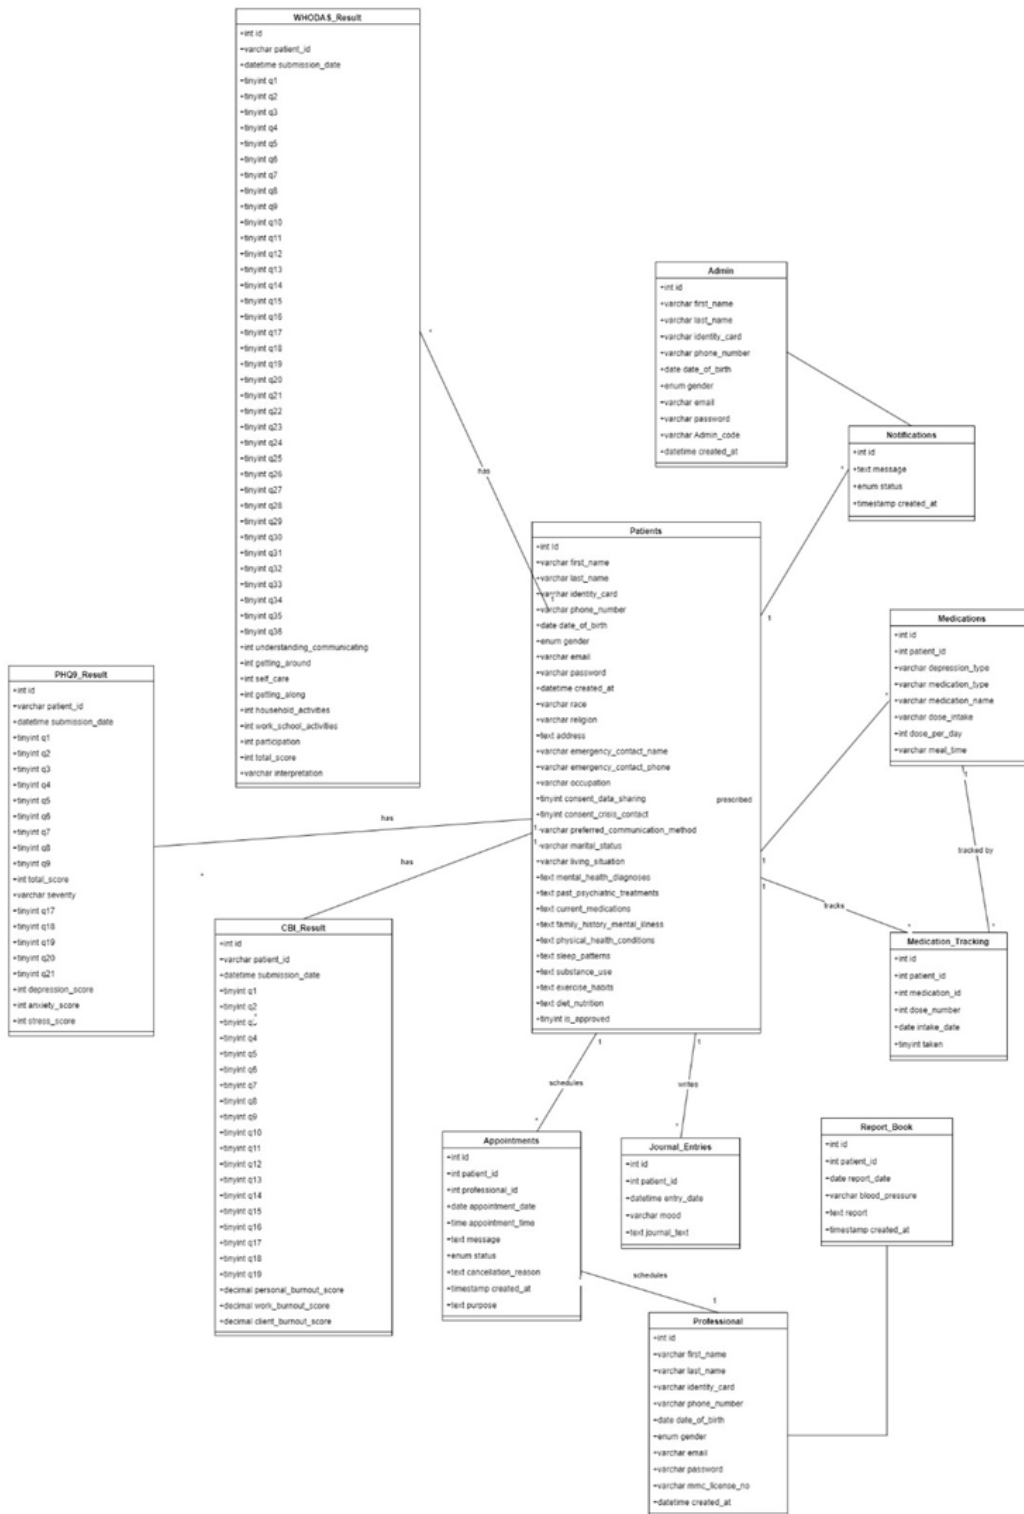 WHODAS_Result
+int id
+varchar patient_id
+datetime submission_date
+tinyint q1
+tinyint q2
+tinyint q3
+tinyint q4
+tinyint q5
+tinyint q6
+tinyint q7
+tinyint q8
+tinyint q9
+tinyint q10
+tinyint q11
+tinyint q12
+tinyint q13
+tinyint q14
+tinyint q15
+tinyint q16
+tinyint q17
+tinyint q18
+tinyint q19
+tinyint q20
+tinyint q21
+tinyint q22
+tinyint q23
+tinyint q24
+tinyint q25
+tinyint q26
+tinyint q27
+tinyint q28
+tinyint q29
+tinyint q30
+tinyint q31
+tinyint q32
+tinyint q33
+tinyint q34
+tinyint q35
+tinyint q36
+int understanding_communicating
+int getting_around
+int self_care
+int getting_along
+int household_activities
+int work_school_activities
+int participation
+int total_score
+varchar interpretation
*
has
1
Admin
+int id
+varchar first_name
+varchar last_name
+varchar identity_card
+varchar phone_number
+date date_of_birth
+enum gender
+varchar email
+varchar password
+varchar Admin_code
+datetime created_at
Notifications
+int id
+text message
+enum status
+timestamp created_at
*
1
Patients
+int id
+varchar first_name
+varchar last_name
+varchar identity_card
+varchar phone_number
+date date_of_birth
+enum gender
+varchar email
+varchar password
+datetime created_at
+varchar race
+varchar religion
+text address
+varchar emergency_contact_name
+varchar emergency_contact_phone
+varchar occupation
+tinyint consent_data_sharing
+tinyint consent_crisis_contact
+varchar preferred_communication_method
+varchar marital_status
+varchar living_situation
+text mental_health_diagnoses
+text past_psychiatric_treatments
+text current_medications
+text family_history_mental_illness
+text physical_health_conditions
+text sleep_patterns
+text substance_use
+text exercise_habits
+text diet_nutrition
+tinyint is_approved
Medications
+int id
+int patient_id
+varchar depression_type
+varchar medication_type
+varchar medication_name
+varchar dose_intake
+int dose_per_day
+varchar meal_time
*
prescribed
1
1
tracked by
*
1
tracks
*
Medication_Tracking
+int id
+int patient_id
+int medication_id
+int dose_number
+date intake_date
+tinyint taken
PHQ9_Result
+int id
+varchar patient_id
+datetime submission_date
+tinyint q1
+tinyint q2
+tinyint q3
+tinyint q4
+tinyint q5
+tinyint q6
+tinyint q7
+tinyint q8
+tinyint q9
+int total_score
+varchar severity
+tinyint q17
+tinyint q18
+tinyint q19
+tinyint q20
+tinyint q21
+int depression_score
+int anxiety_score
+int stress_score
has
1
*
has
1
CBI_Result
+int id
+varchar patient_id
+datetime submission_date
+tinyint q1
+tinyint q2
+tinyint q3
*
+tinyint q4
+tinyint q5
+tinyint q6
+tinyint q7
+tinyint q8
+tinyint q9
+tinyint q10
+tinyint q11
+tinyint q12
+tinyint q13
+tinyint q14
+tinyint q15
+tinyint q16
+tinyint q17
+tinyint q18
+tinyint q19
+decimal personal_burnout_score
+decimal work_burnout_score
+decimal client_burnout_score
1
schedules
*
1
writes
*
Appointments
+int id
+int patient_id
+int professional_id
+date appointment_date
+time appointment_time
+text message
+enum status
+text cancellation_reason
+timestamp created_at
+text purpose
Journal_Entries
+int id
+int patient_id
+datetime entry_date
+varchar mood
+text journal_text
Report_Book
+int id
+int patient_id
+date report_date
+varchar blood_pressure
+text report
+timestamp created_at
*
schedules
1
Professional
+int id
+varchar first_name
+varchar last_name
+varchar identity_card
+varchar phone_number
+date date_of_birth
+enum gender
+varchar email
+varchar password
+varchar mmc_license_no
+datetime created_at